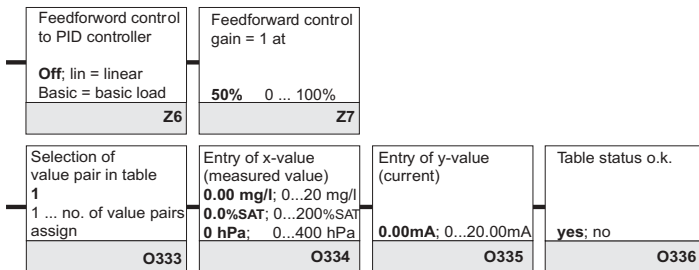 Feedforword control
to PID controller
Off; lin = linear
Basic = basic load
Z6
Feedforward control
gain = 1 at
50% 0 ... 100%
Z7
Selection of
value pair in table
1
1 ... no. of value pairs
assign
O333
Entry of x-value
(measured value)
0.00 mg/l; 0...20 mg/l
0.0%SAT; 0...200%SAT
0 hPa; 0...400 hPa
O334
Entry of y-value
(current)
0.00mA; 0...20.00mA
O335
Table status o.k.
yes; no
O336